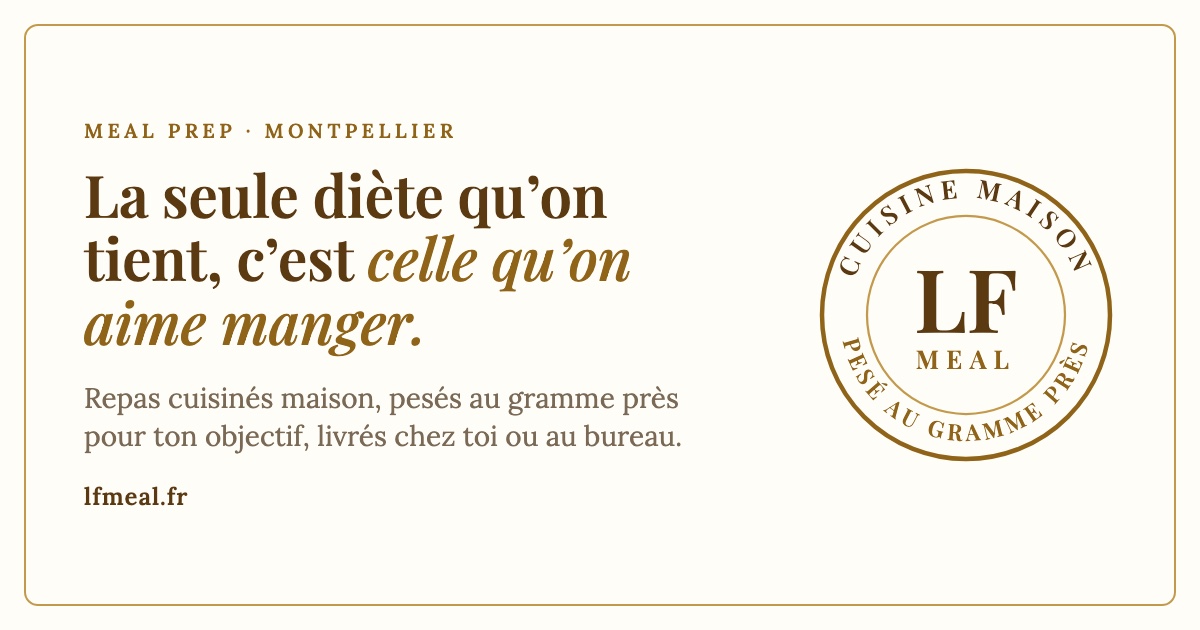 MEAL PREP · MONTPELLIER
La seule diète qu’on
tient, c’est celle qu’on
aime manger.
Repas cuisinés maison, pesés au gramme près
pour ton objectif, livrés chez toi ou au bureau.
lfmeal.fr
CUISINE MAISON
LF
MEAL
PESÉ AU GRAMME PRÈS